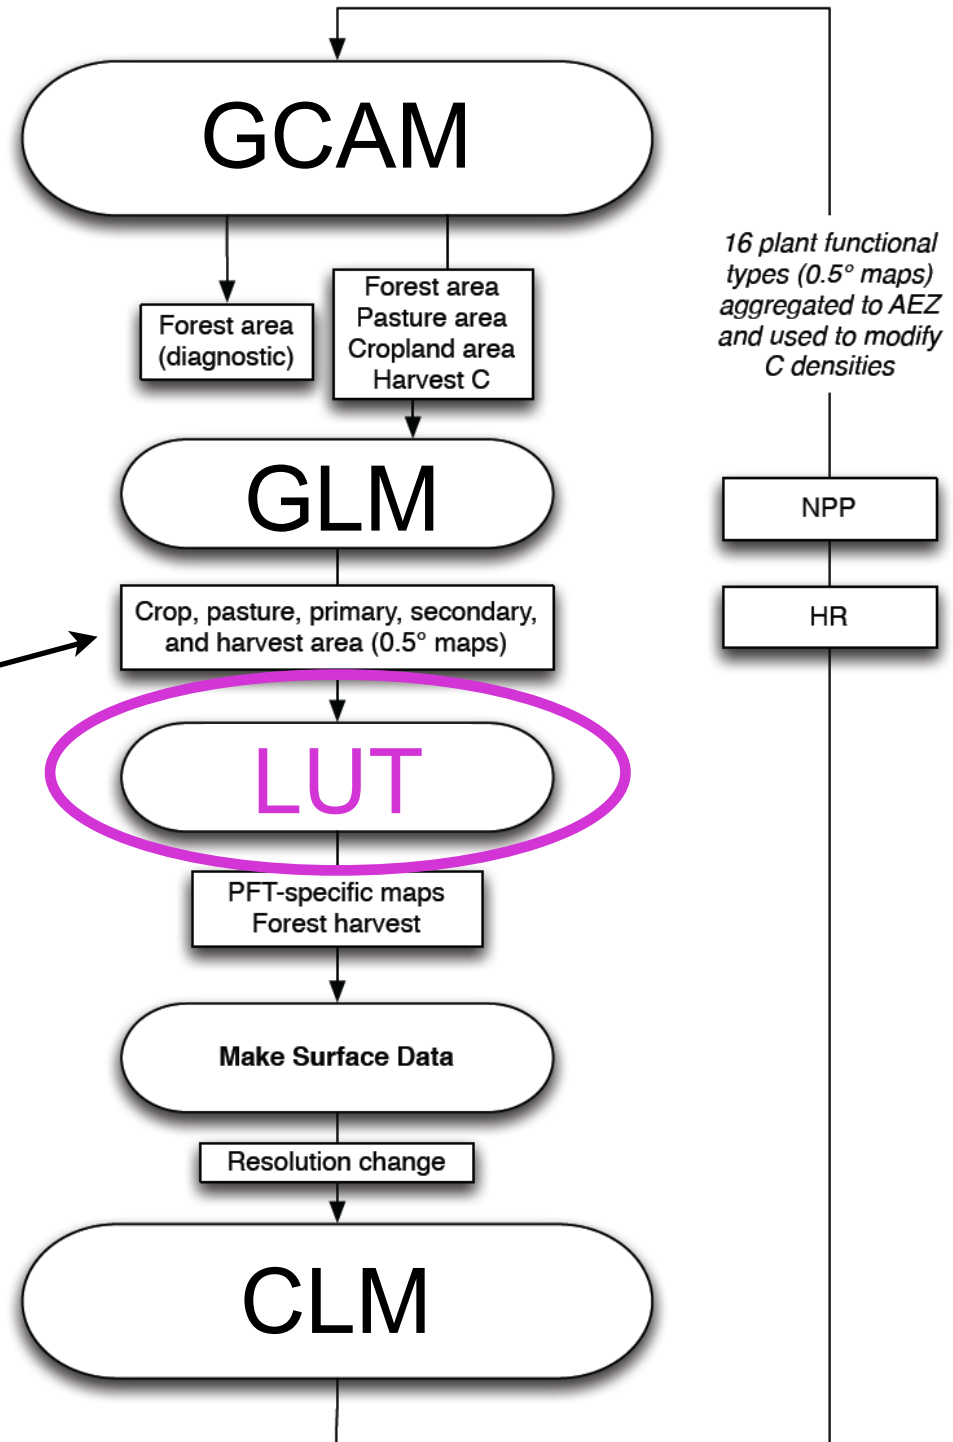 GCAM
16 plant functional
types (0.5° maps)
aggregated to AEZ
and used to modify
C densities
Forest area
(diagnostic)
Forest area
Pasture area
Cropland area
Harvest C
GLM
NPP
HR
Crop, pasture, primary, secondary,
and harvest area (0.5° maps)
LUT
PFT-specific maps
Forest harvest
Make Surface Data
Resolution change
CLM